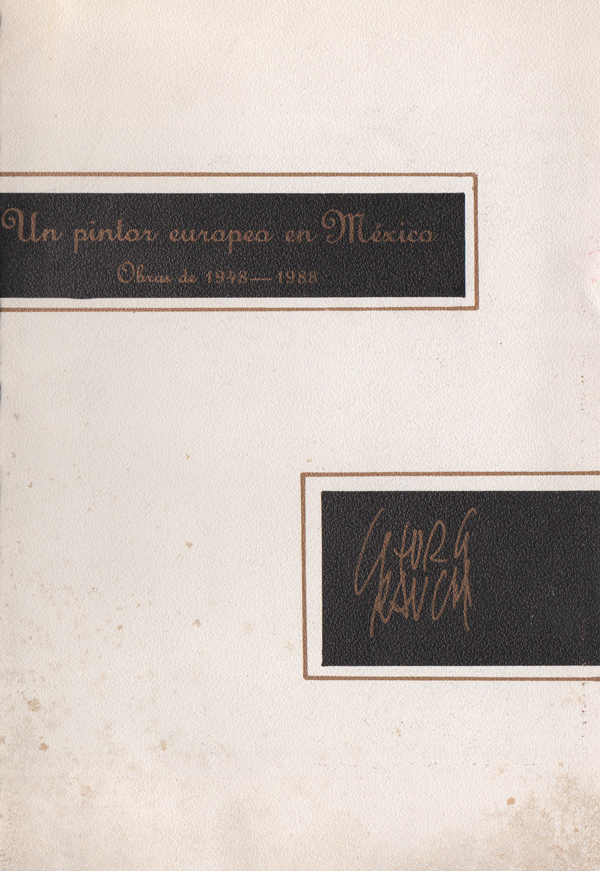 Un pintor europeo en México
Obras de 1948—1988
GEORG
RAUCH